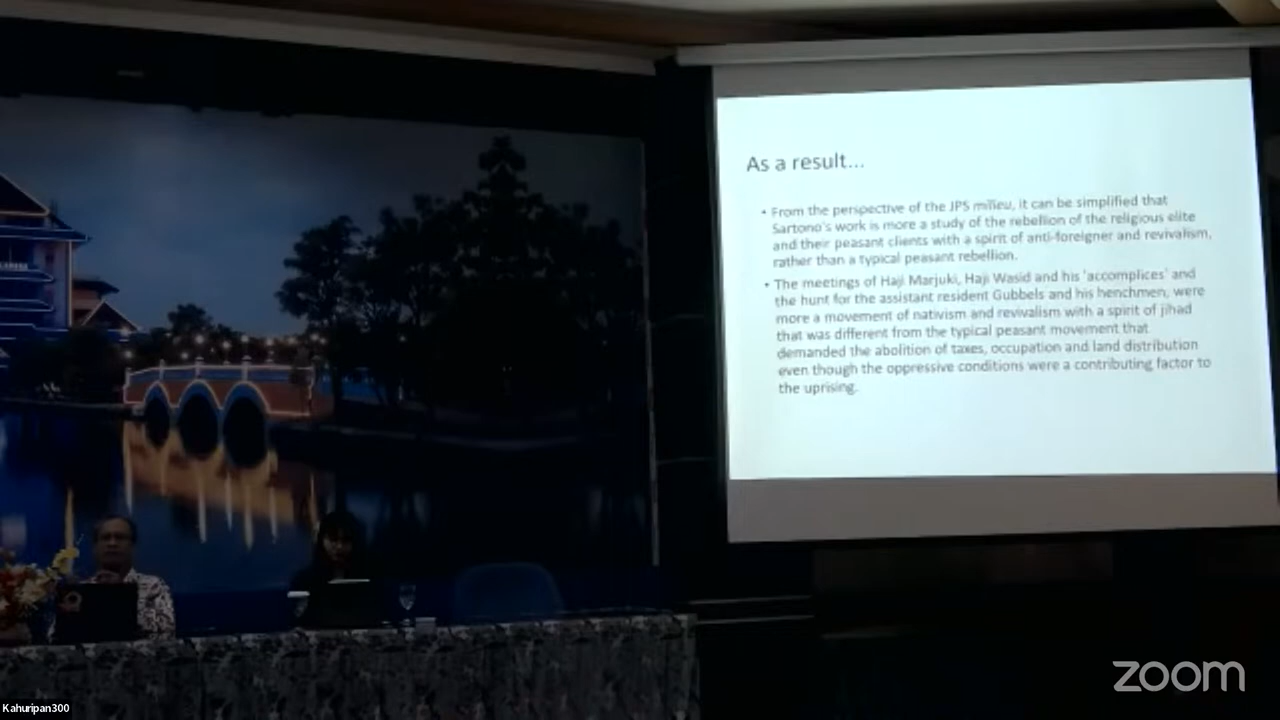 As a result...
• From the perspective of the JPS milieu, it can be simplified that
Sartono's work is more a study of the rebellion of the religious elite
and their peasant clients with a spirit of anti-foreigner and revivalism,
rather than a typical peasant rebellion.
• The meetings of Haji Marjuki, Haji Wasid and his 'accomplices' and
the hunt for the assistant resident Gubbels and his henchmen, were
more a movement of nativism and revivalism with a spirit of jihad
that was different from the typical peasant movement that
demanded the abolition of taxes, occupation and land distribution
even though the oppressive conditions were a contributing factor to
the uprising.
zoom
Kahuripan300